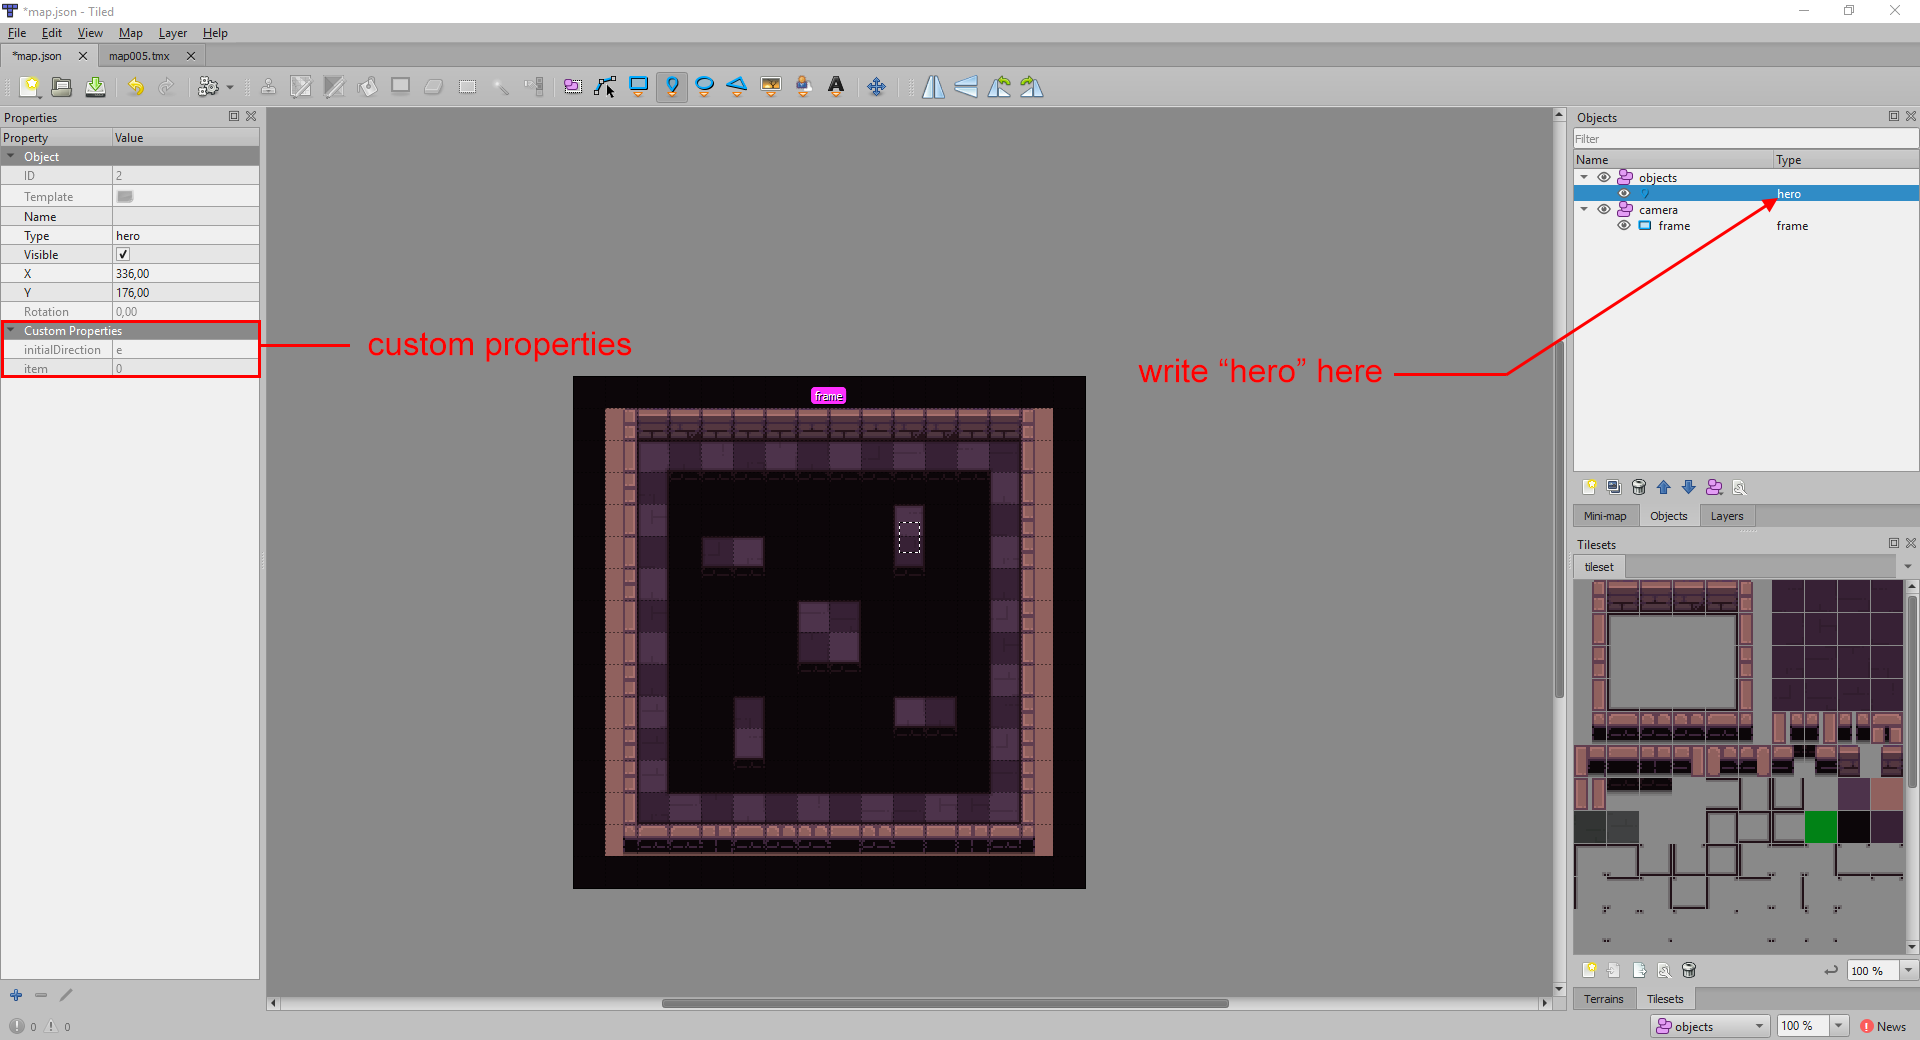 *map.json - Tiled
File Edit View Map Layer Help
*map.json map005.tmx
Properties
Property Value
Object
ID 2
Template
Name
Type hero
Visible
X 336,00
Y 176,00
Rotation 0,00
Custom Properties
initialDirection e
item 0
custom properties
frame
write “hero” here
Objects
Filter
Name Type
objects
hero
camera
frame frame
Mini-map Objects Layers
Tilesets
tileset
100 %
Terrains Tilesets
0 0
objects 100 % News